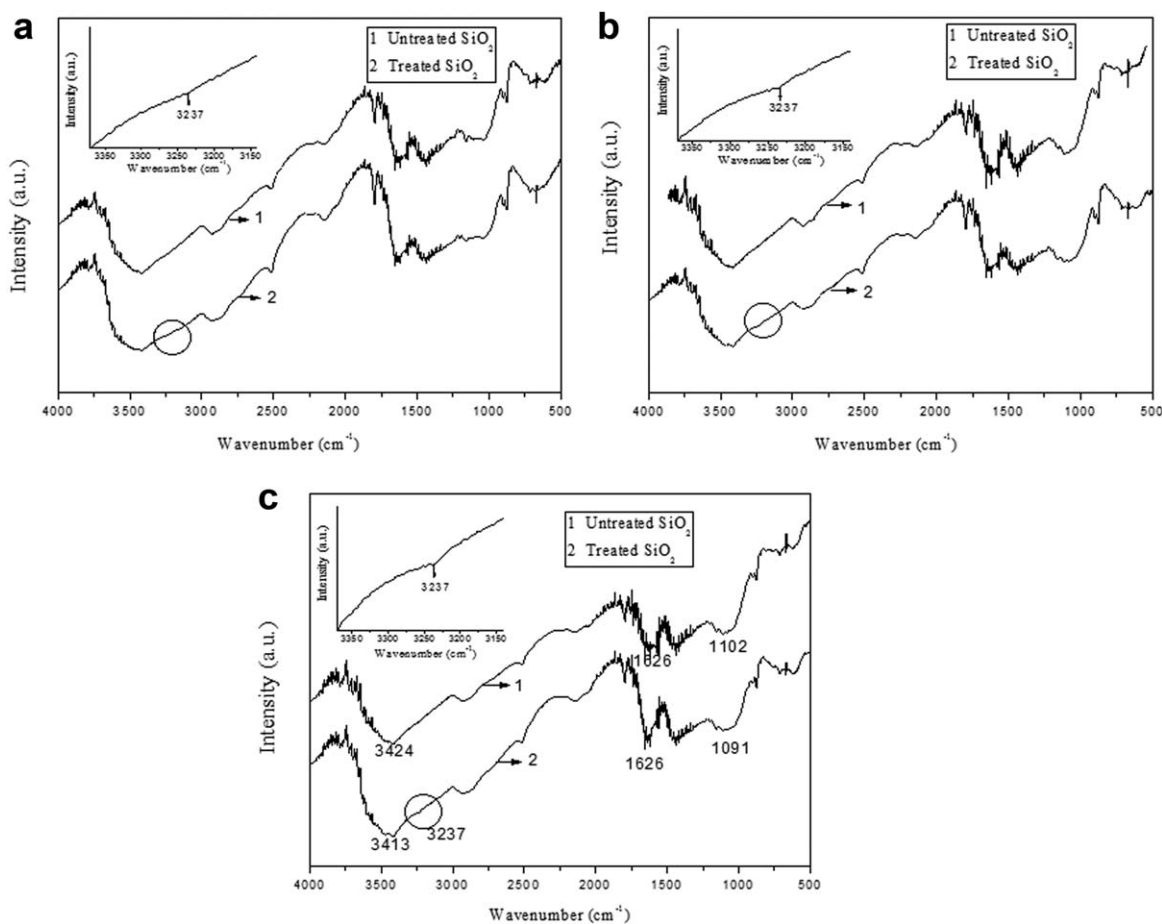 a
1 Untreated SiO2
2 Treated SiO2
Intensity (a.u.)
3237
3350 3300 3250 3200 3150
Wavenumber (cm-1)
1
2
Intensity (a.u.)
4000 3500 3000 2500 2000 1500 1000 500
Wavenumber (cm-1)
b
1 Untreated SiO2
2 Treated SiO2
Intensity (a.u.)
3237
3350 3300 3250 3200 3150
Wavenumber (cm-1)
1
2
Intensity (a.u.)
4000 3500 3000 2500 2000 1500 1000 500
Wavenumber (cm-1)
c
1 Untreated SiO2
2 Treated SiO2
Intensity (a.u.)
3237
3350 3300 3250 3200 3150
Wavenumber (cm-1)
1626 1102
1
3424
2
1626 1091
3413 3237
Intensity (a.u.)
4000 3500 3000 2500 2000 1500 1000 500
Wavenumber (cm-1)